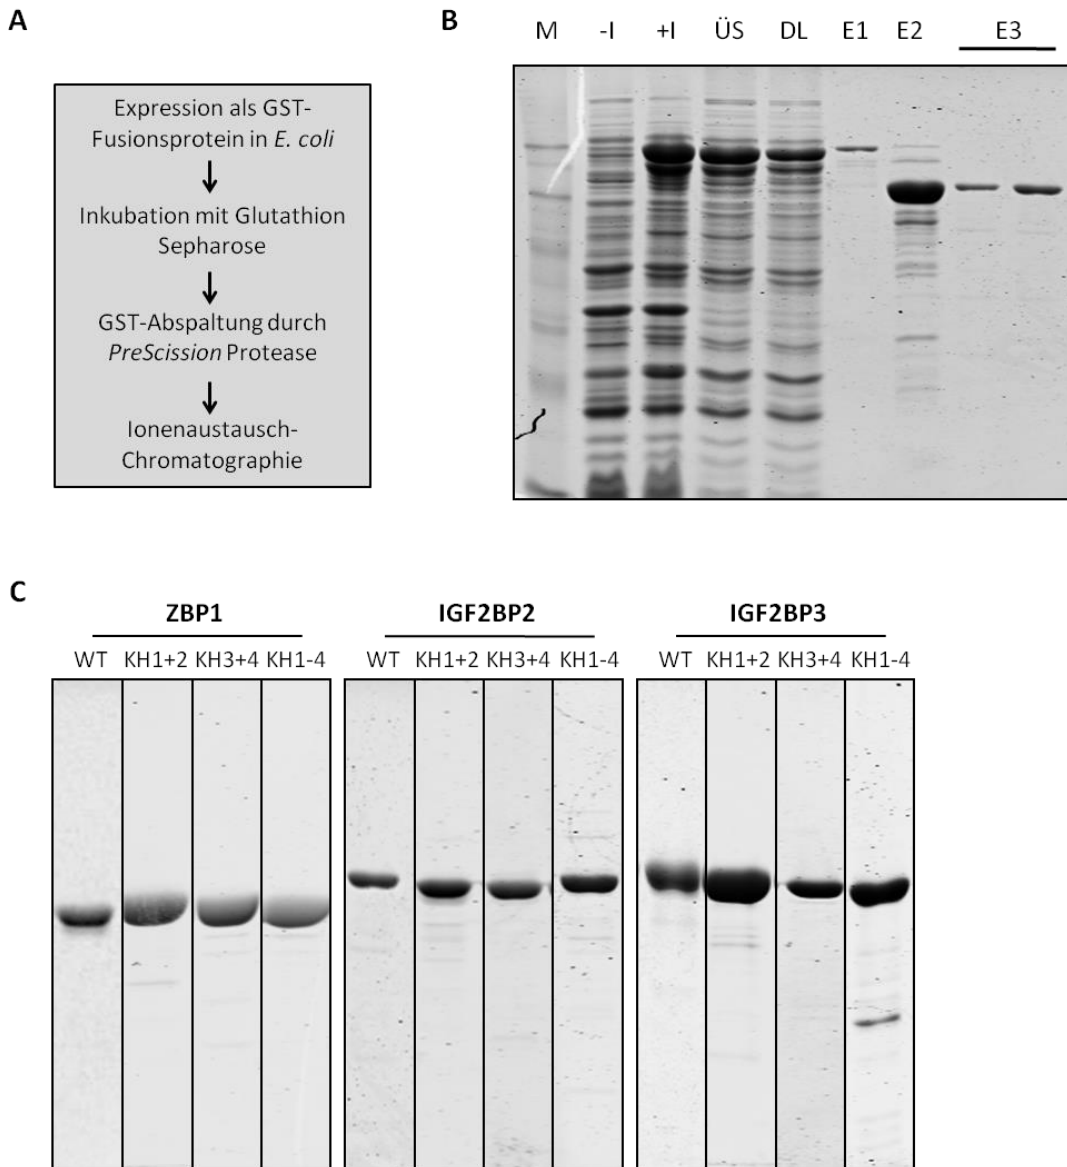 A
Expression als GST-
Fusionsprotein in E. coli
Inkubation mit Glutathion
Sepharose
GST-Abspaltung durch
PreScission Protease
Ionenaustausch-
Chromatographie
B
M -I +I ÜS DL E1 E2 E3
C
ZBP1 IGF2BP2 IGF2BP3
WT KH1+2 KH3+4 KH1-4 WT KH1+2 KH3+4 KH1-4 WT KH1+2 KH3+4 KH1-4